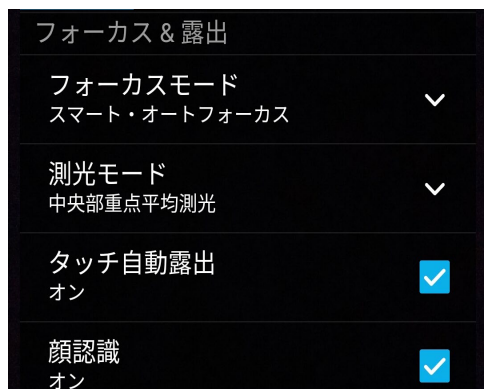 フォーカス & 露出
フォーカスモード
スマート・オートフォーカス
測光モード
中央部重点平均測光
タッチ自動露出
オン
顔認識
オン